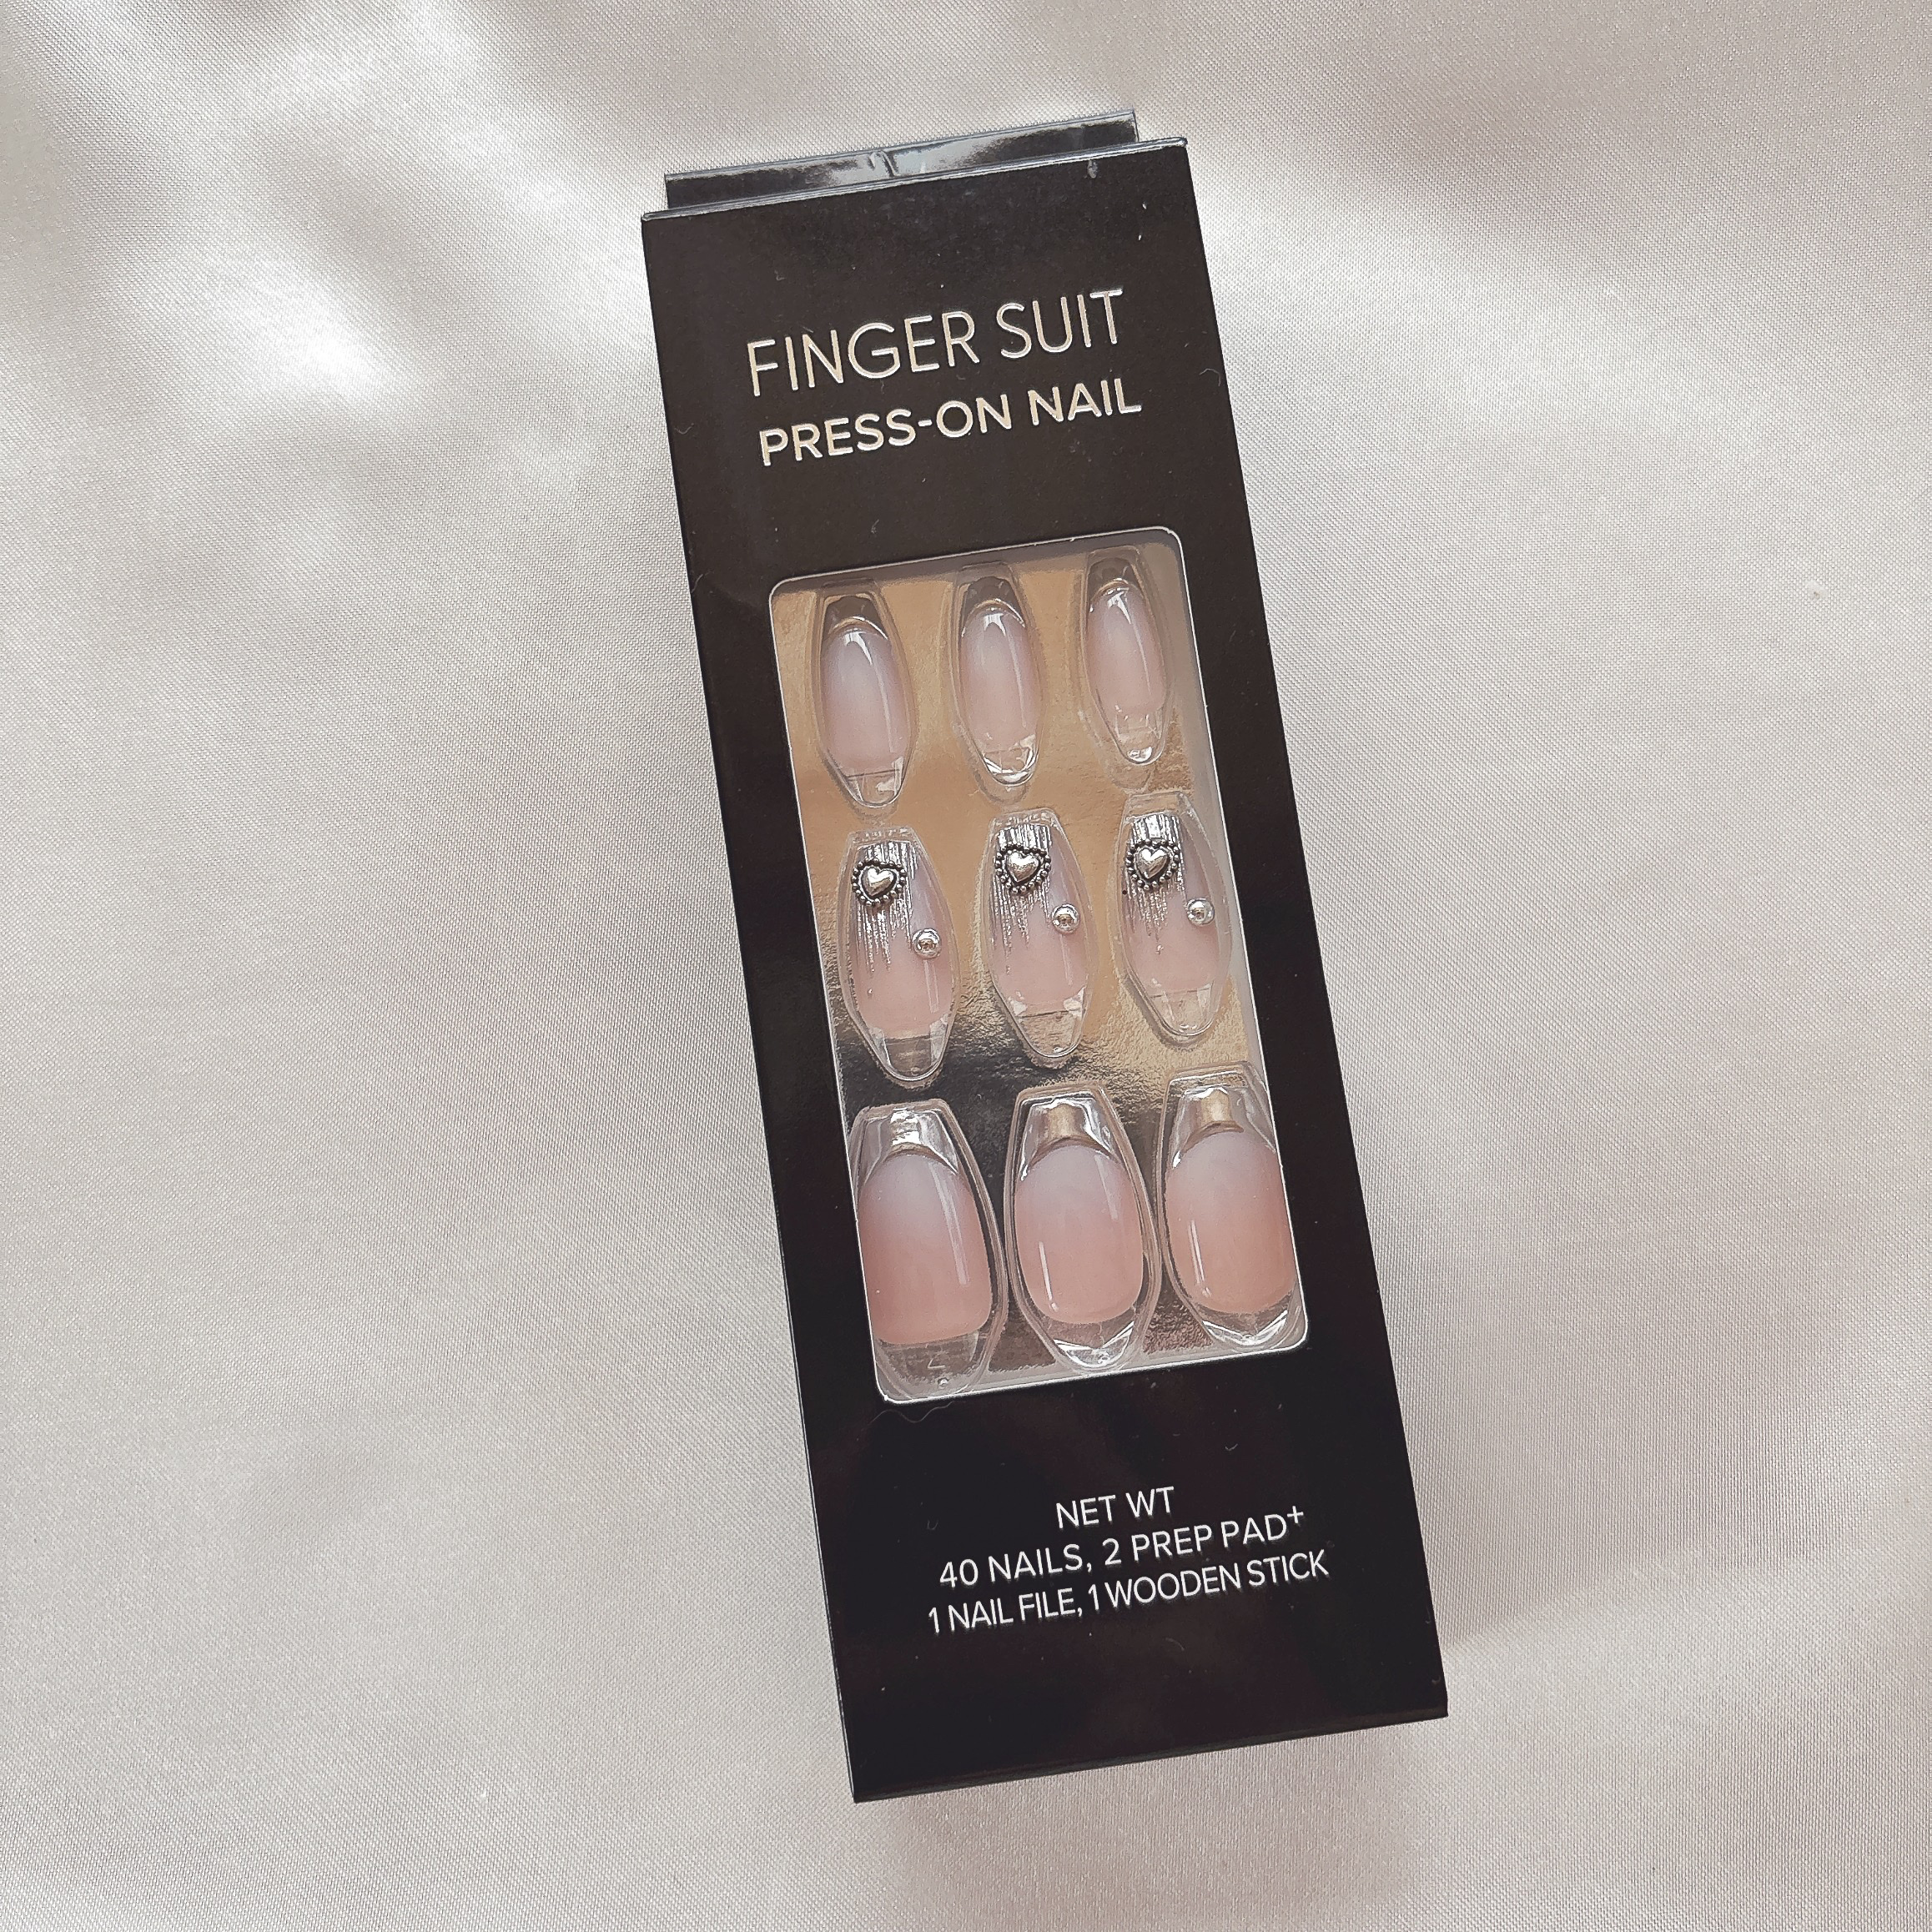 FINGER SUIT
PRESS-ON NAIL
NET WT
40 NAILS, 2 PREP PAD+
1 NAIL FILE, 1 WOODEN STICK